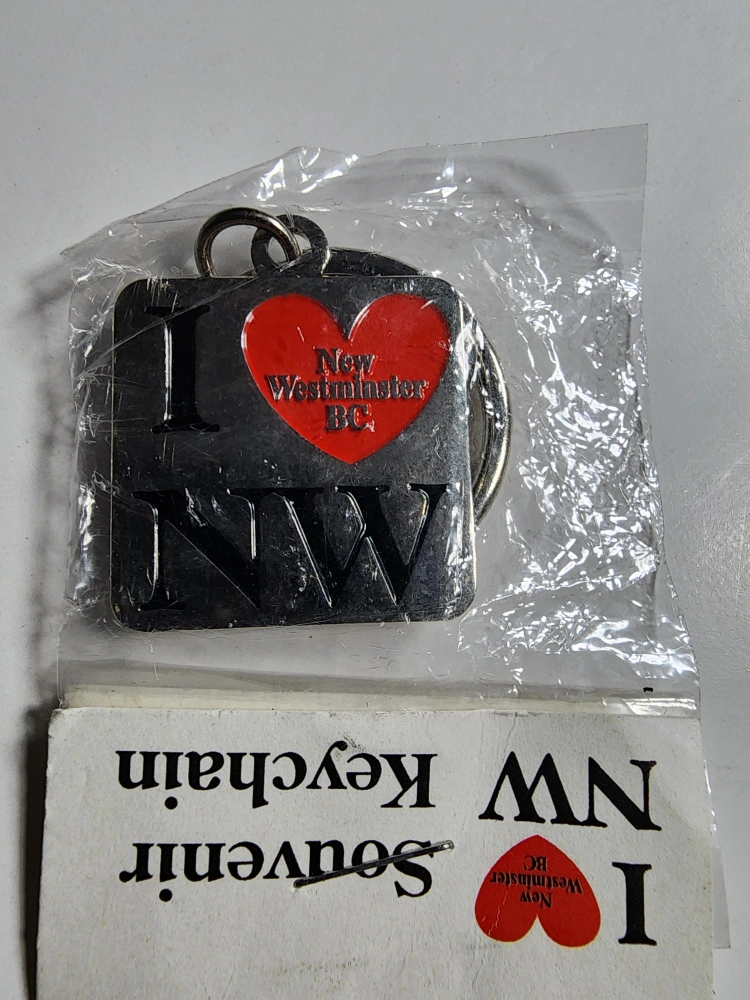 I
New
Westminster
BC
NW
I
New
Westminster
BC
NW
Souvenir
Keychain